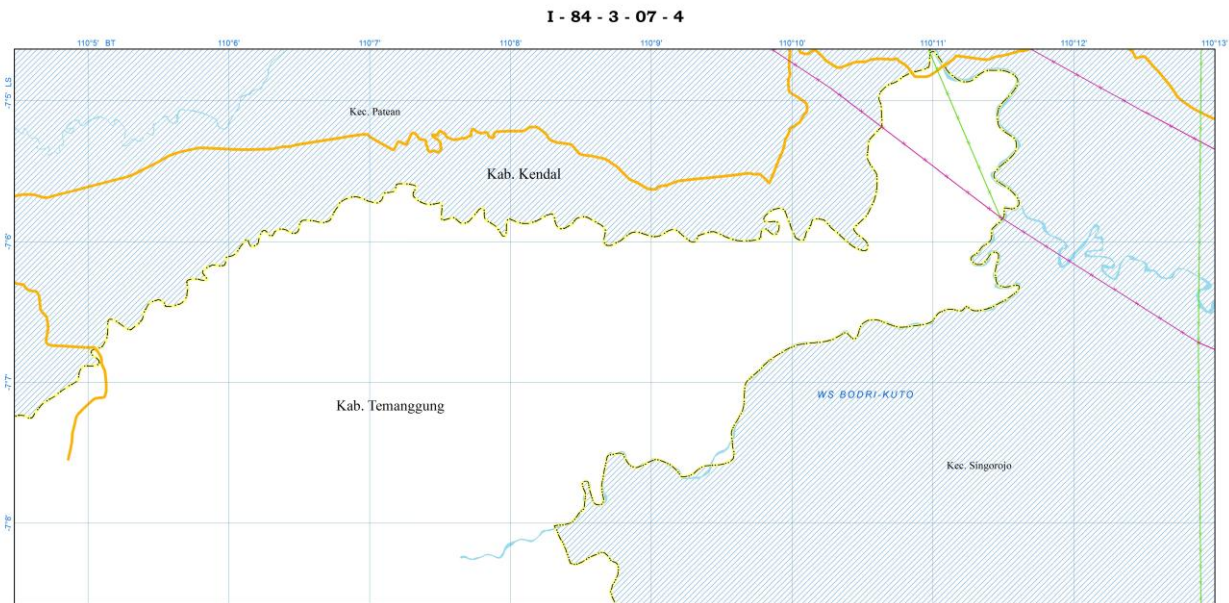 I - 84 - 3 - 07 - 4
110°5' BT
110°6'
110°7'
110°8'
110°9'
110°10'
110°11'
110°12'
110°13'
-7°5' LS
Kec. Patean
Kab. Kendal
-7°6'
-7°7'
WS BODRI-KUTO
Kab. Temanggung
Kec. Singorojo
-7°8'